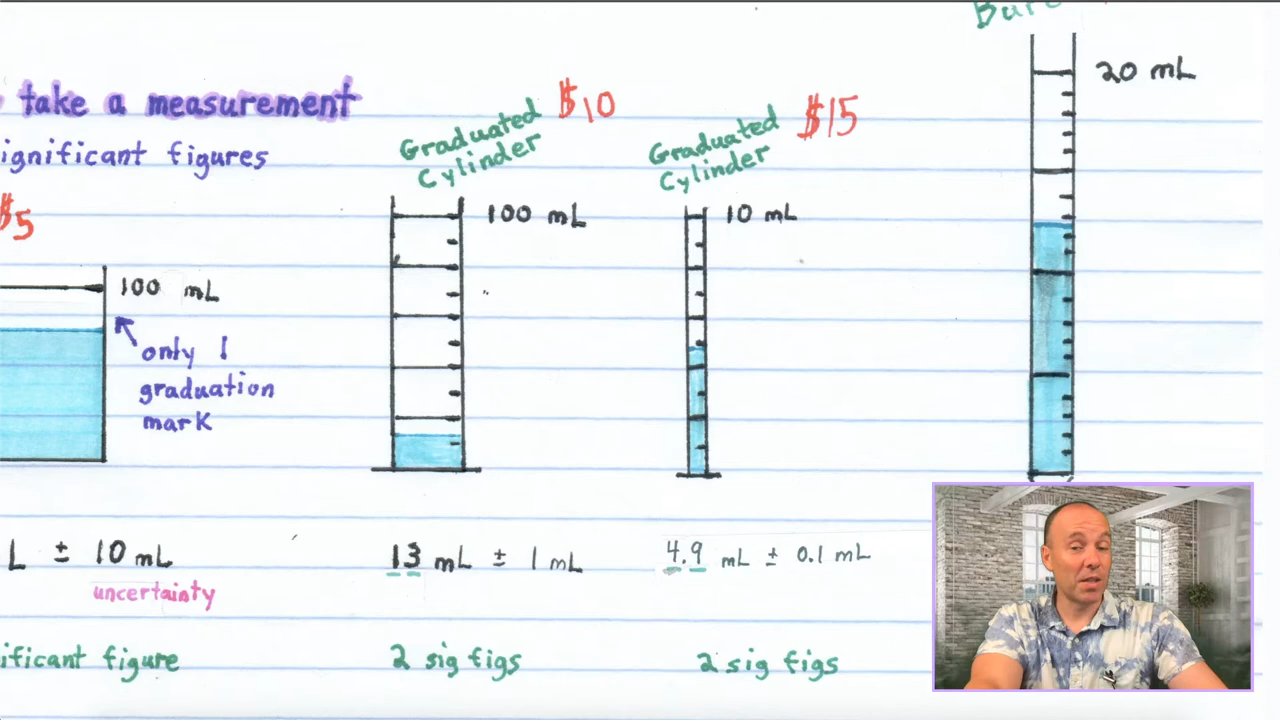 take a measurement
ignificant figures
$5
100 mL
only 1
graduation
mark
L ± 10 mL
uncertainty
ificant figure
Graduated
Cylinder
$10
100 mL
13 mL ± 1 mL
2 sig figs
Graduated
Cylinder
$15
10 mL
4.9 mL ± 0.1 mL
2 sig figs
Bure
20 mL